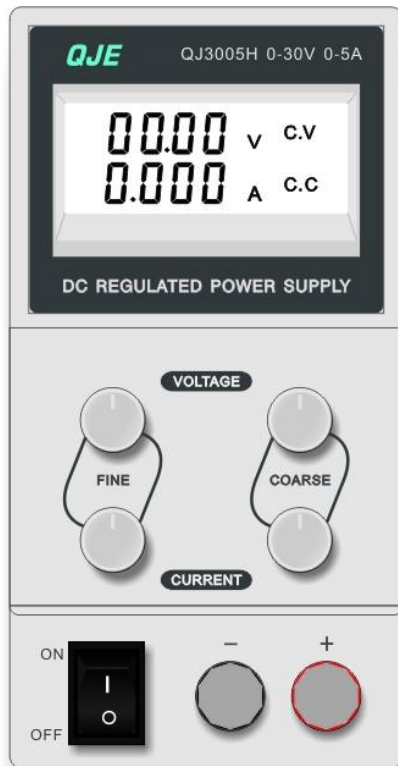 QJE QJ3005H 0-30V 0-5A
00.00 V C.V
0.000 A C.C
DC REGULATED POWER SUPPLY
VOLTAGE
FINE COARSE
CURRENT
ON
OFF
I
O
− +